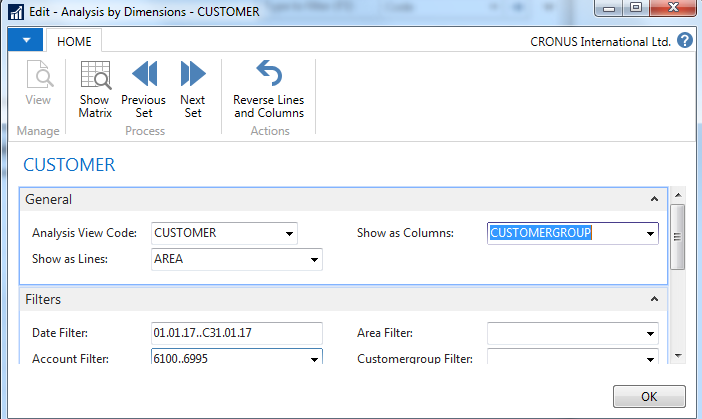 Edit - Analysis by Dimensions - CUSTOMER
HOME
CRONUS International Ltd.
View
Show Matrix
Previous Set
Next Set
Reverse Lines and Columns
Manage
Process
Actions
CUSTOMER
General
Analysis View Code: CUSTOMER
Show as Columns: CUSTOMERGROUP
Show as Lines: AREA
Filters
Date Filter: 01.01.17..C31.01.17
Area Filter:
Account Filter: 6100..6995
Customergroup Filter:
OK